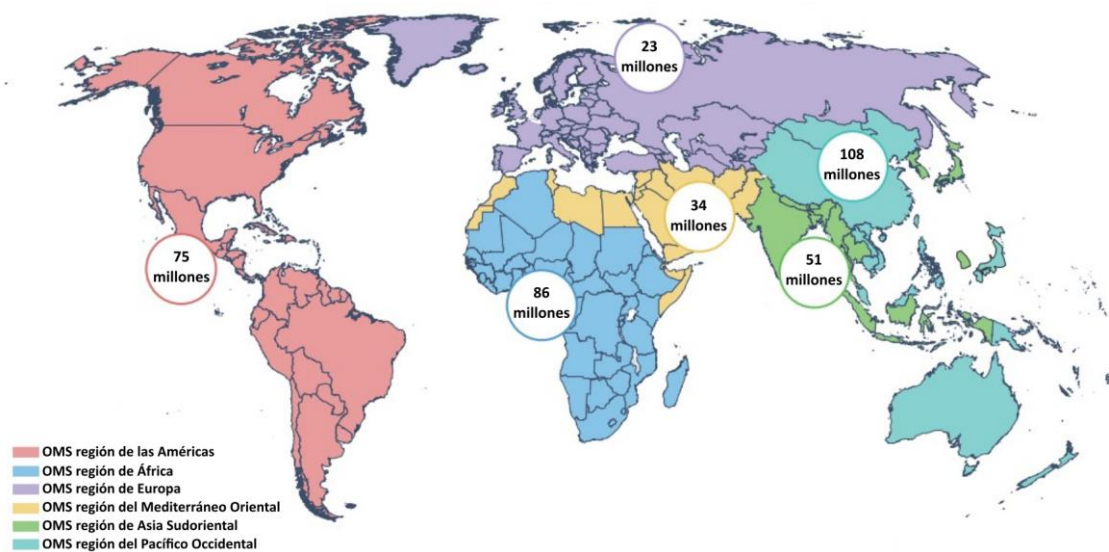 23
millones
108
millones
34
millones
75
millones
51
millones
86
millones
OMS región de las Américas
OMS región de África
OMS región de Europa
OMS región del Mediterráneo Oriental
OMS región de Asia Sudoriental
OMS región del Pacífico Occidental